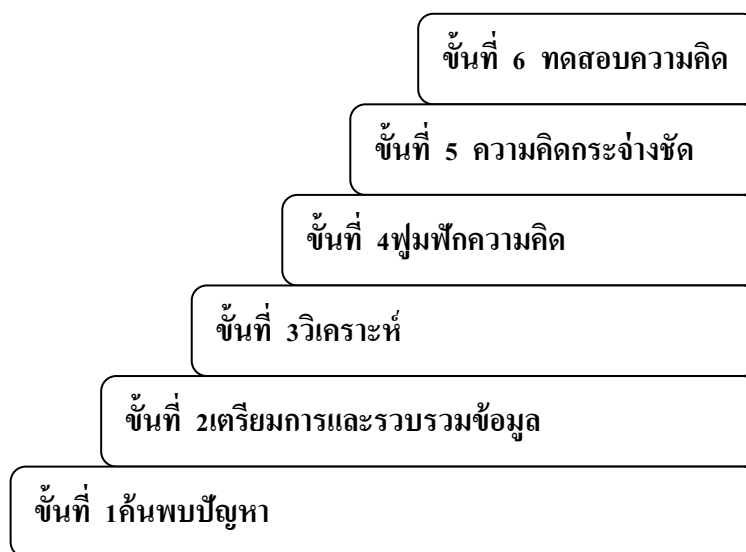 ขั้นที่ 6 ทดสอบความคิด
ขั้นที่ 5 ความคิดกระจ่างชัด
ขั้นที่ 4ฟูมฟักความคิด
ขั้นที่ 3วิเคราะห์
ขั้นที่ 2เตรียมการและรวบรวมข้อมูล
ขั้นที่ 1ค้นพบปัญหา